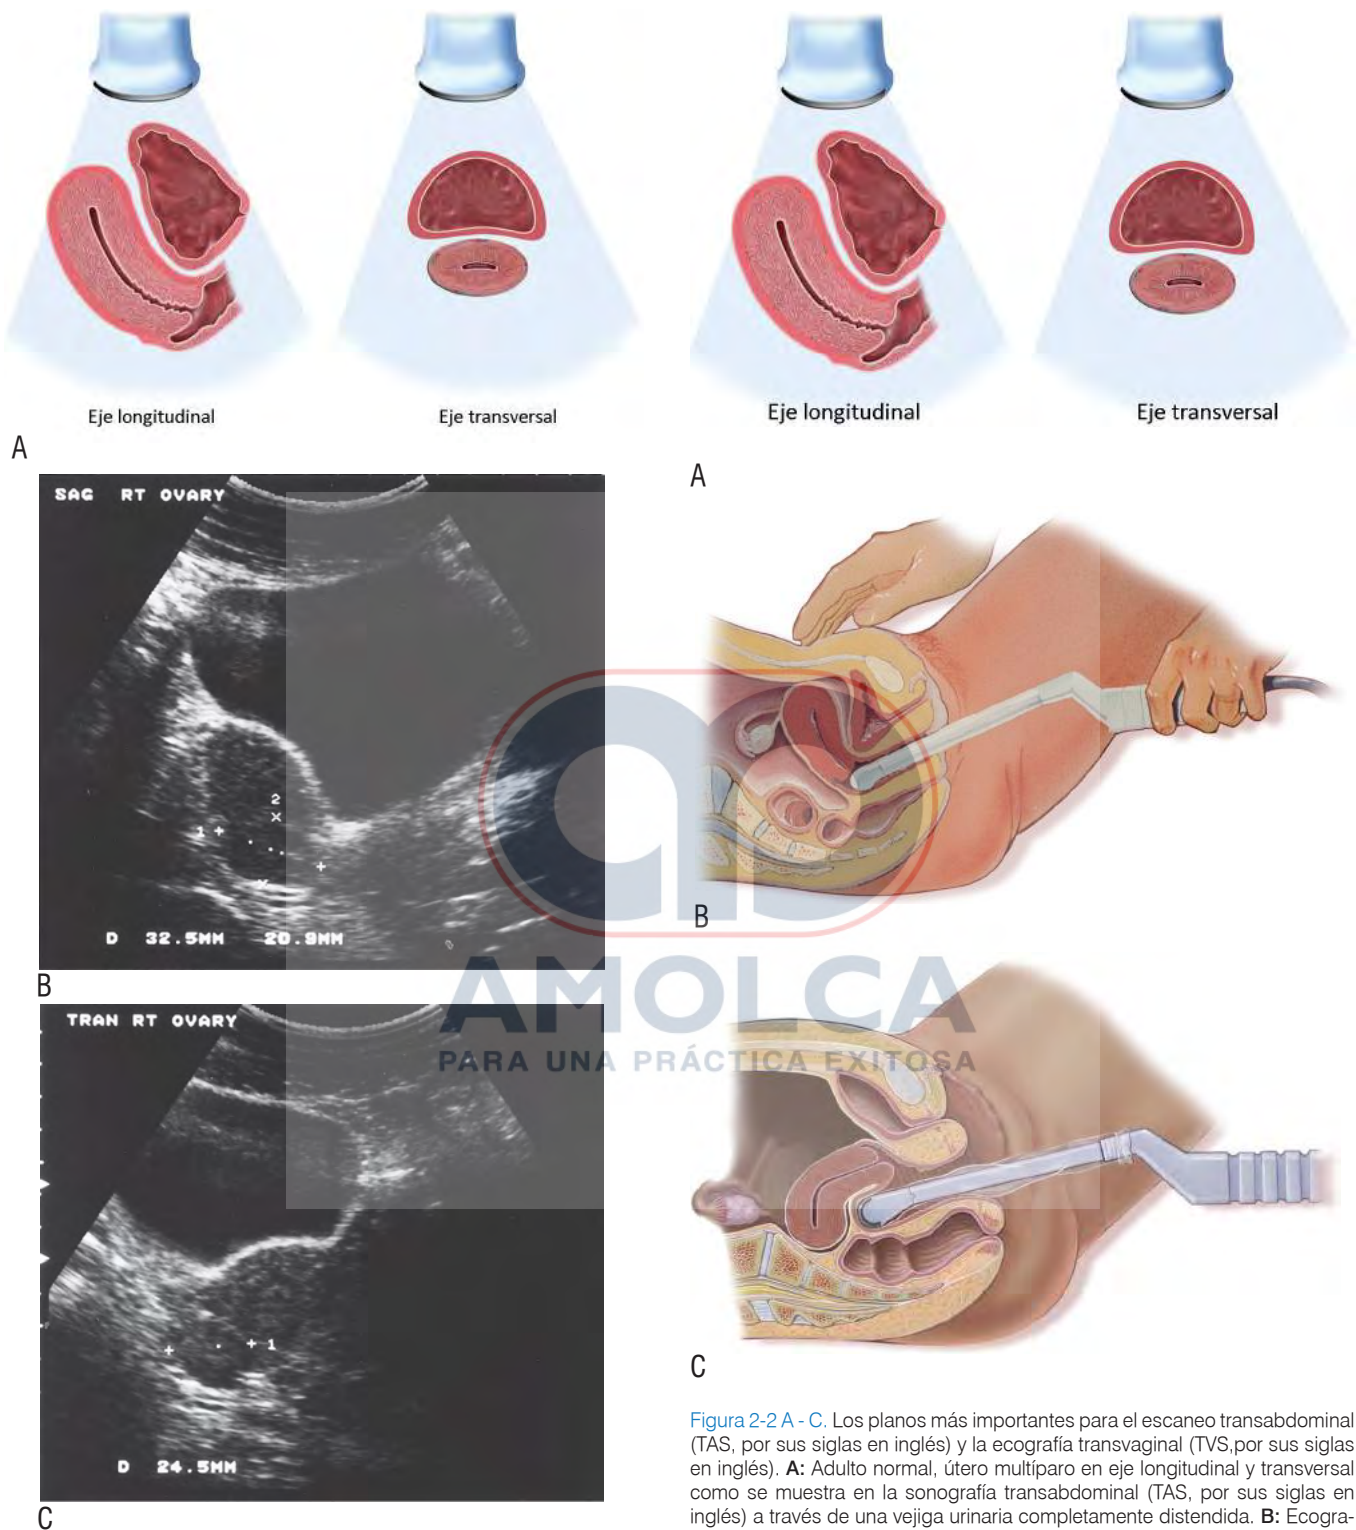 Eje longitudinal
Eje transversal
A
SAG RT OVARY
2
1
D 32.5MM 20.9MM
B
TRAN RT OVARY
1
D 24.5MM
C
Eje longitudinal
Eje transversal
A
B
C
AMOLCA
PARA UNA PRÁCTICA EXITOSA
Figura 2-2 A - C. Los planos más importantes para el escaneo transabdominal
(TAS, por sus siglas en inglés) y la ecografía transvaginal (TVS,por sus siglas
en inglés). A: Adulto normal, útero multíparo en eje longitudinal y transversal
como se muestra en la sonografía transabdominal (TAS, por sus siglas en
inglés) a través de una vejiga urinaria completamente distendida. B: Ecogra-